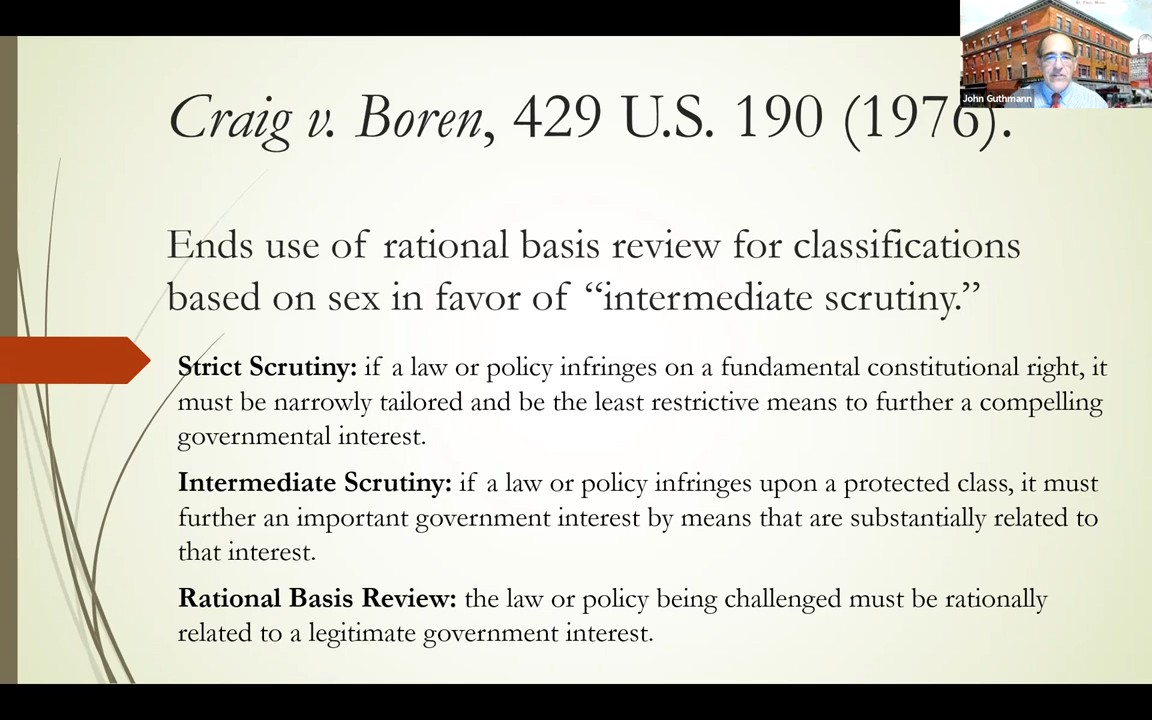 Craig v. Boren, 429 U.S. 190 (1976).
John Guthmann
Ends use of rational basis review for classifications
based on sex in favor of “intermediate scrutiny.”
Strict Scrutiny: if a law or policy infringes on a fundamental constitutional right, it
must be narrowly tailored and be the least restrictive means to further a compelling
governmental interest.
Intermediate Scrutiny: if a law or policy infringes upon a protected class, it must
further an important government interest by means that are substantially related to
that interest.
Rational Basis Review: the law or policy being challenged must be rationally
related to a legitimate government interest.